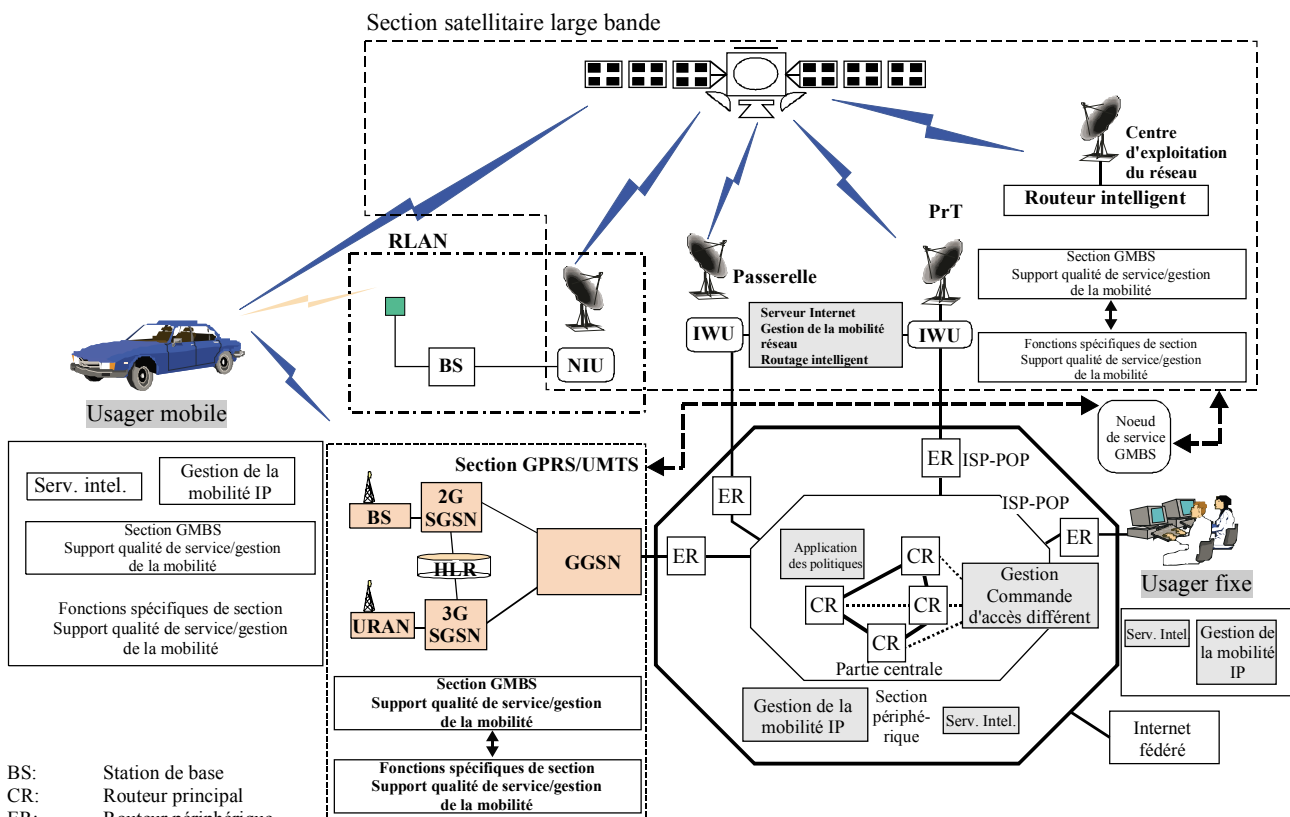 Section satellitaire large bande
Centre
d'exploitation
du réseau
Routeur intelligent
PrT
RLAN
Passerelle
Section GMBS
Support qualité de service/gestion
de la mobilité
Serveur Internet
Gestion de la mobilité
réseau
Routage intelligent
IWU
IWU
Fonctions spécifiques de section
Support qualité de service/gestion
de la mobilité
BS
NIU
Usager mobile
Noeud
de service
GMBS
Serv. intel.
Gestion de la
mobilité IP
Section GMBS
Support qualité de service/gestion
de la mobilité
Fonctions spécifiques de section
Support qualité de service/gestion
de la mobilité
Section GPRS/UMTS
BS
2G
SGSN
HLR
URAN
3G
SGSN
GGSN
Section GMBS
Support qualité de service/gestion
de la mobilité
Fonctions spécifiques de section
Support qualité de service/gestion
de la mobilité
ER
ISP-POP
ER
ISP-POP
ER
ER
Application
des politiques
CR
CR
CR
CR
Gestion
Commande
d'accès différent
Partie centrale
Gestion de la
mobilité IP
Section
périphé-
rique
Serv. Intel.
Usager fixe
Serv. Intel.
Gestion de
la mobilité
IP
Internet
fédéré
BS: Station de base
CR: Routeur principal
ER: Routeur périphérique